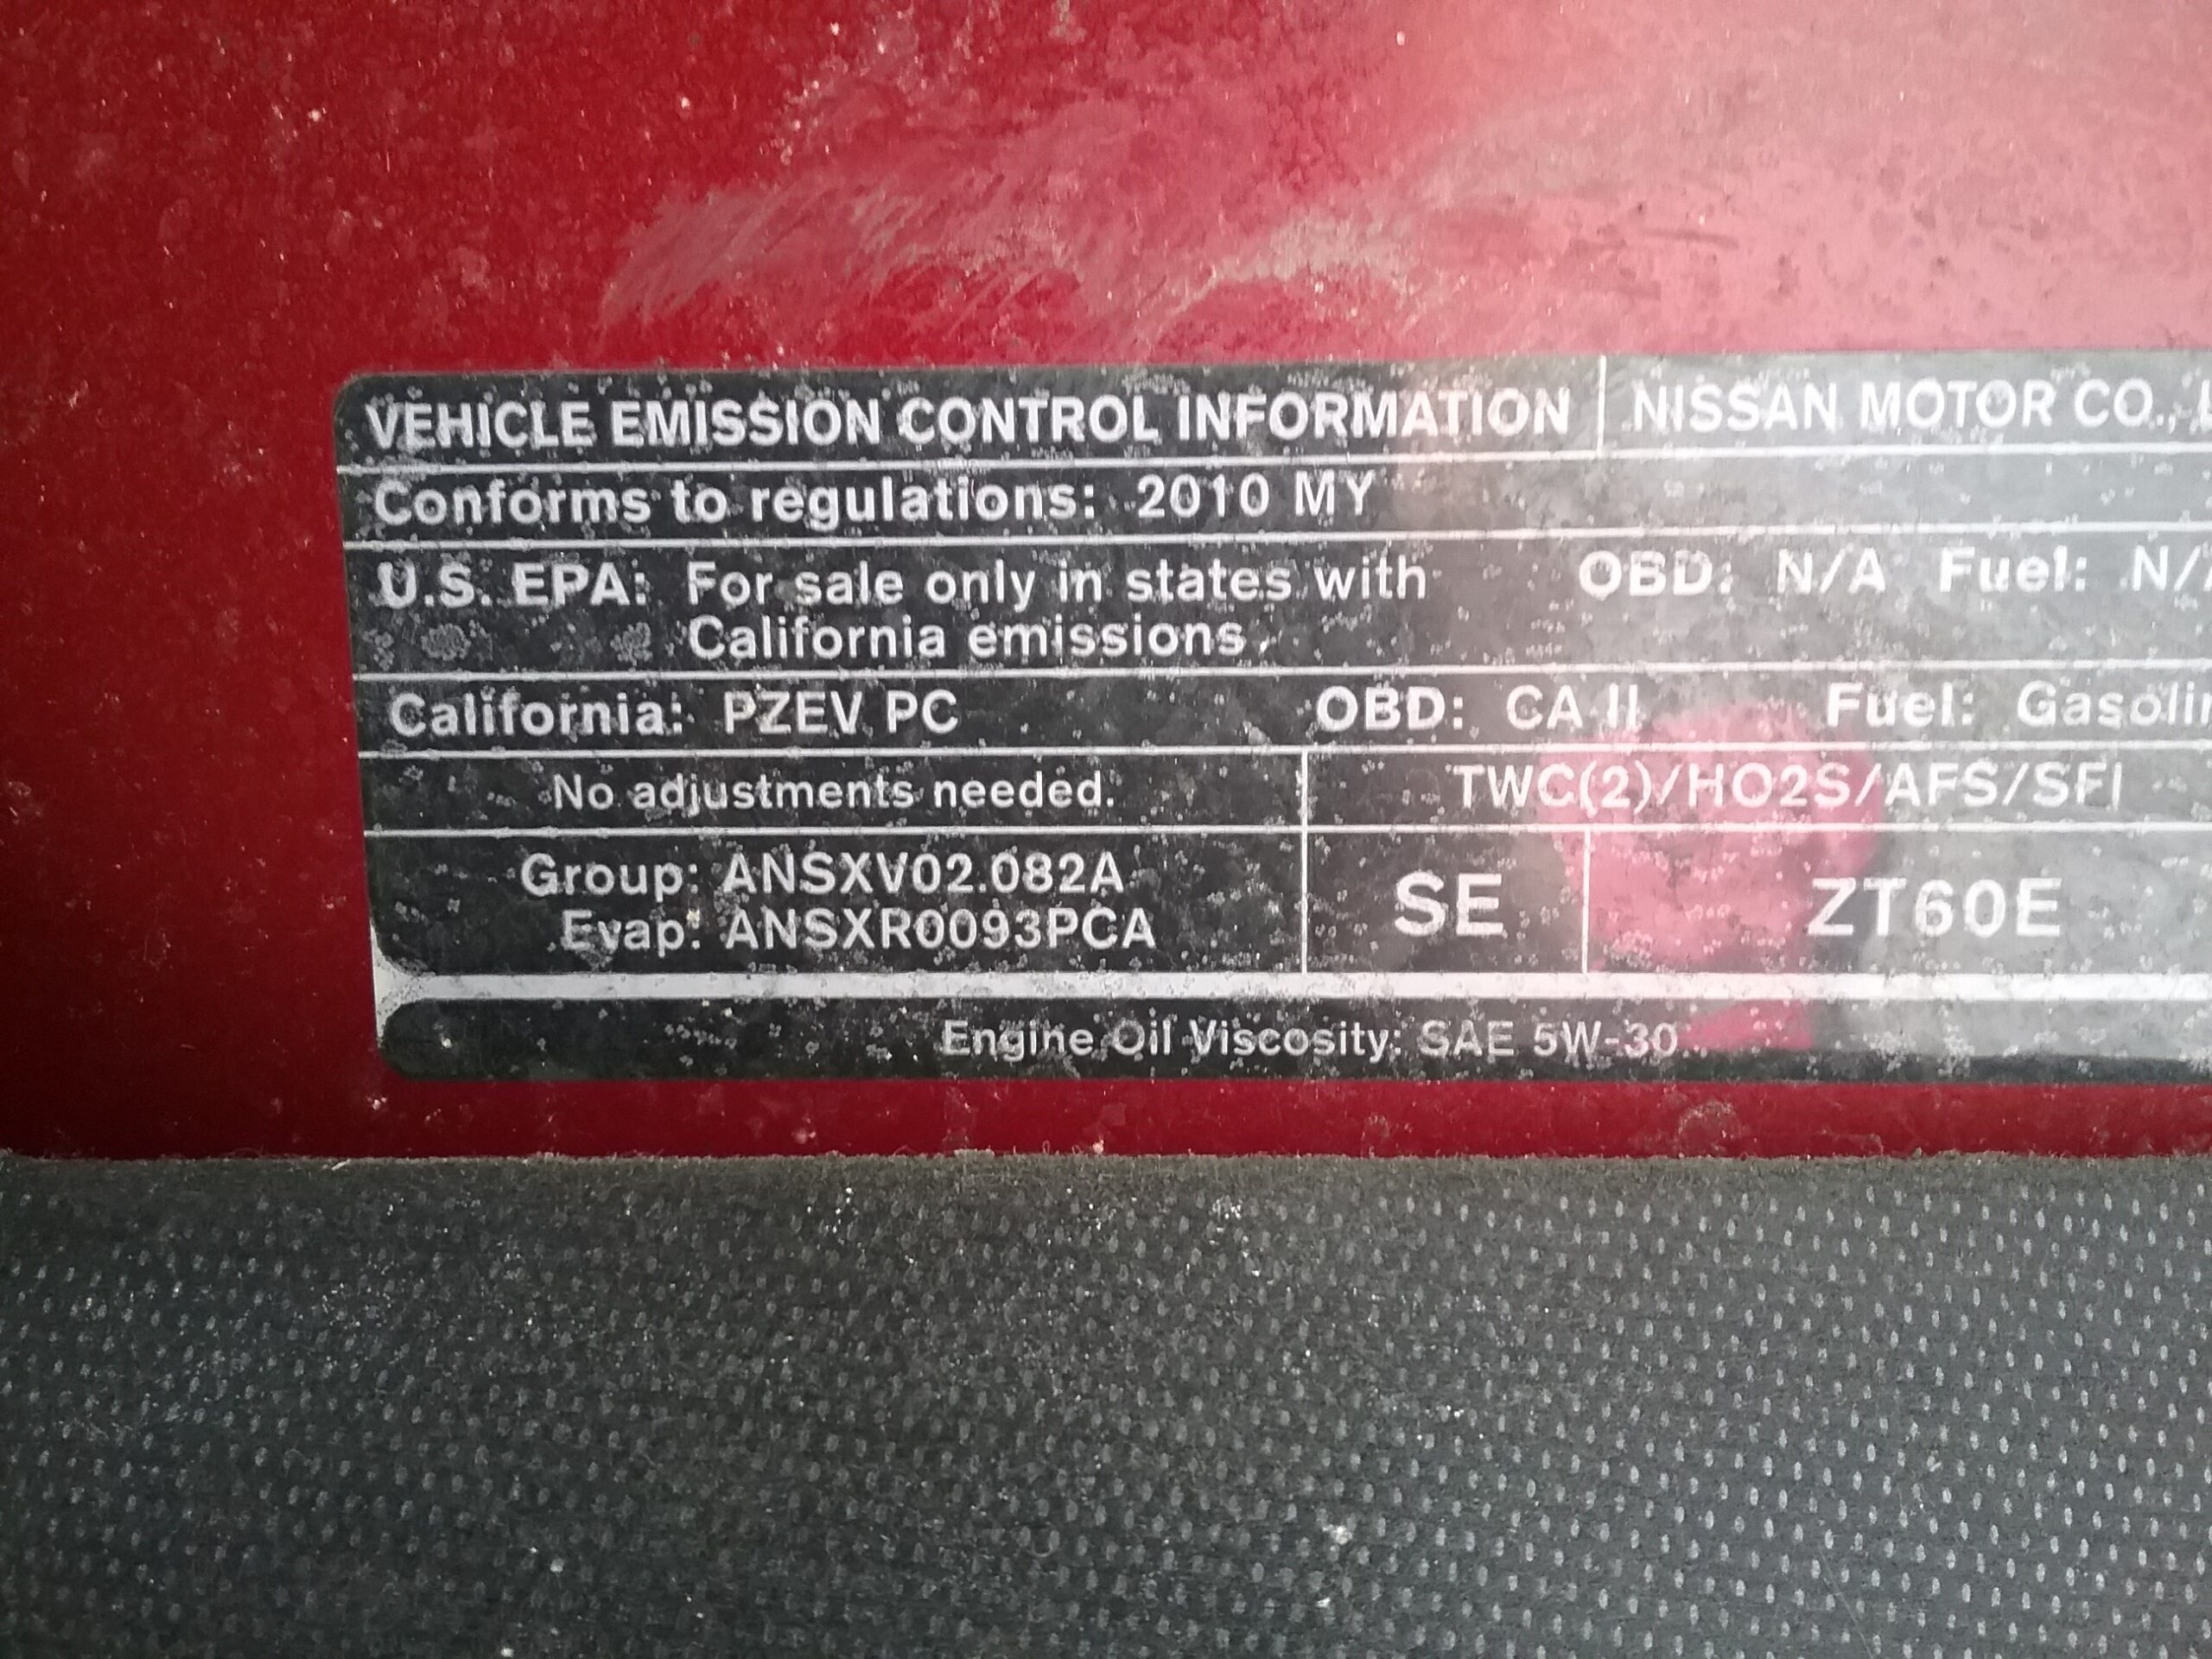 VEHICLE EMISSION CONTROL INFORMATION NISSAN MOTOR CO.,
Conforms to regulations: 2010 MY
U.S. EPA: For sale only in states with OBD: N/A Fuel:
California emissions.
California: PZEV PC OBD: CA II Fuel:
No adjustments needed. TWC(2)/HO2S/AFS/SFI
Group: ANSXV02.082A
Evap: ANSXR0093PCA
SE ZT60E
Engine Oil Viscosity: SAE 5W-30